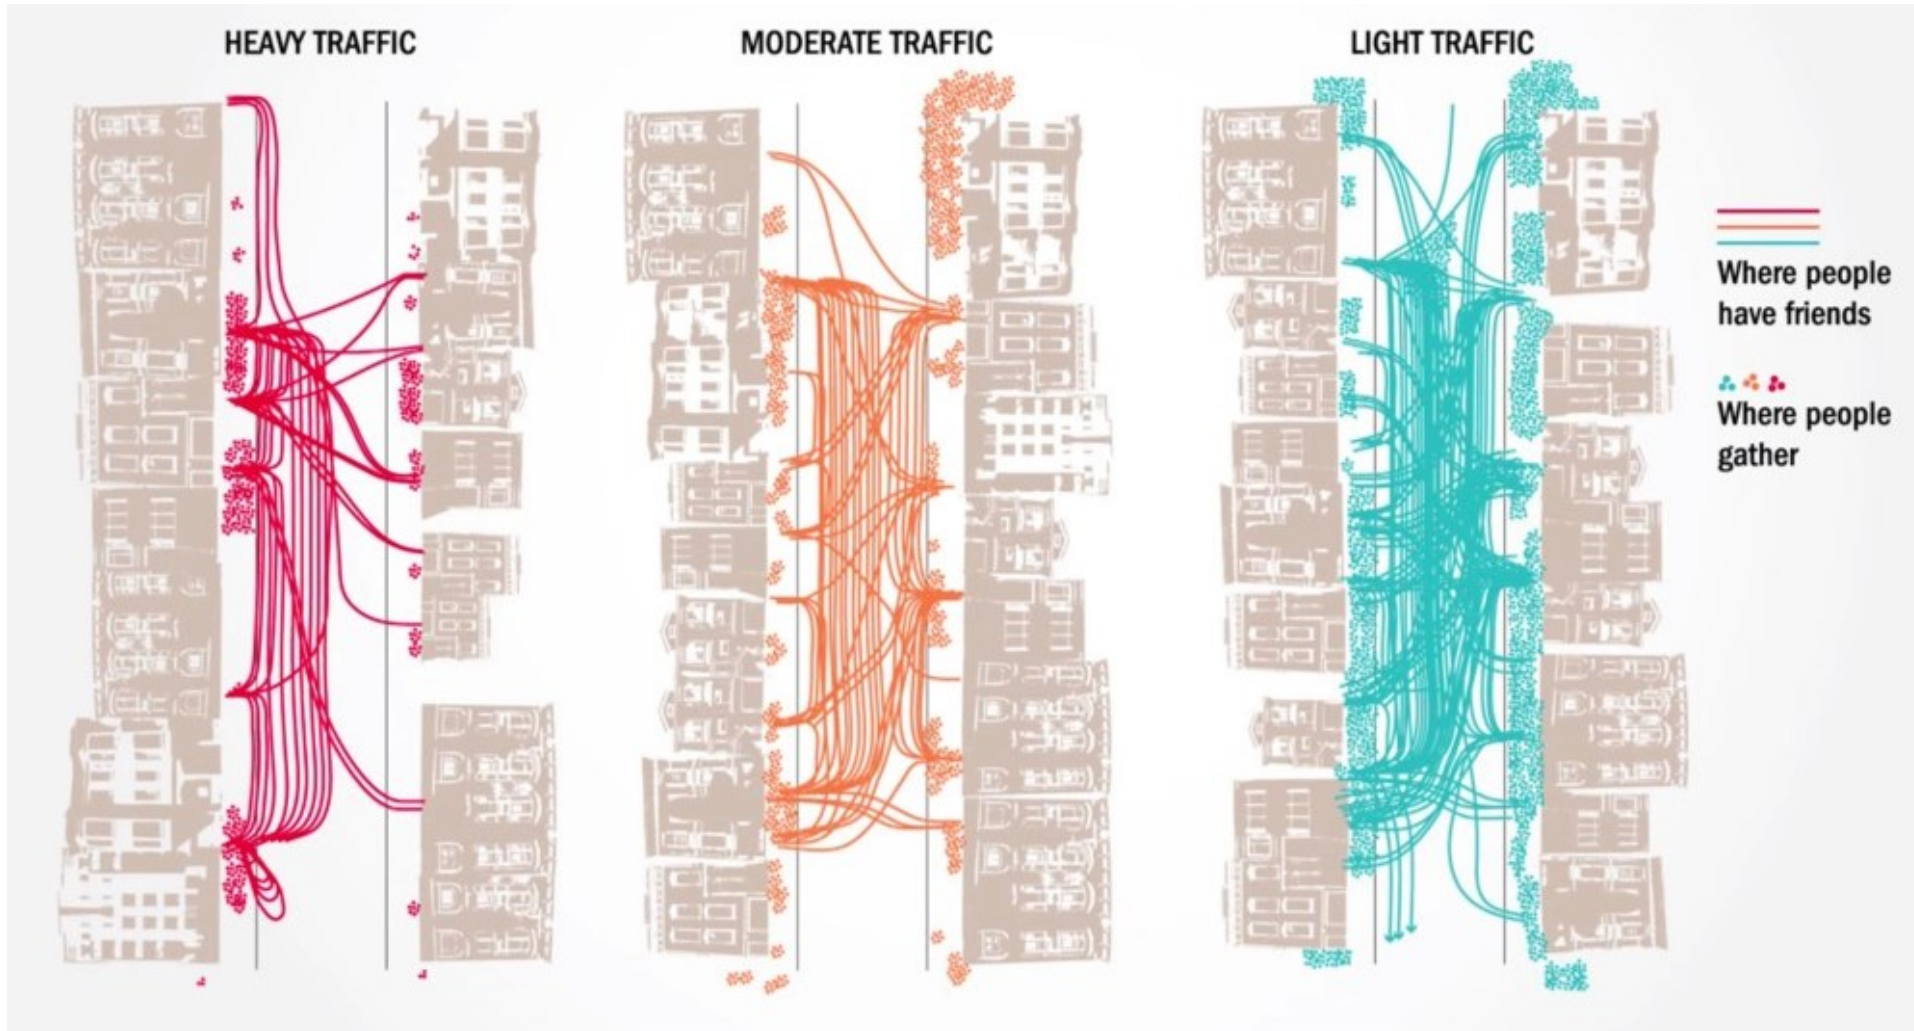 HEAVY TRAFFIC
MODERATE TRAFFIC
LIGHT TRAFFIC
Where people
have friends
Where people
gather